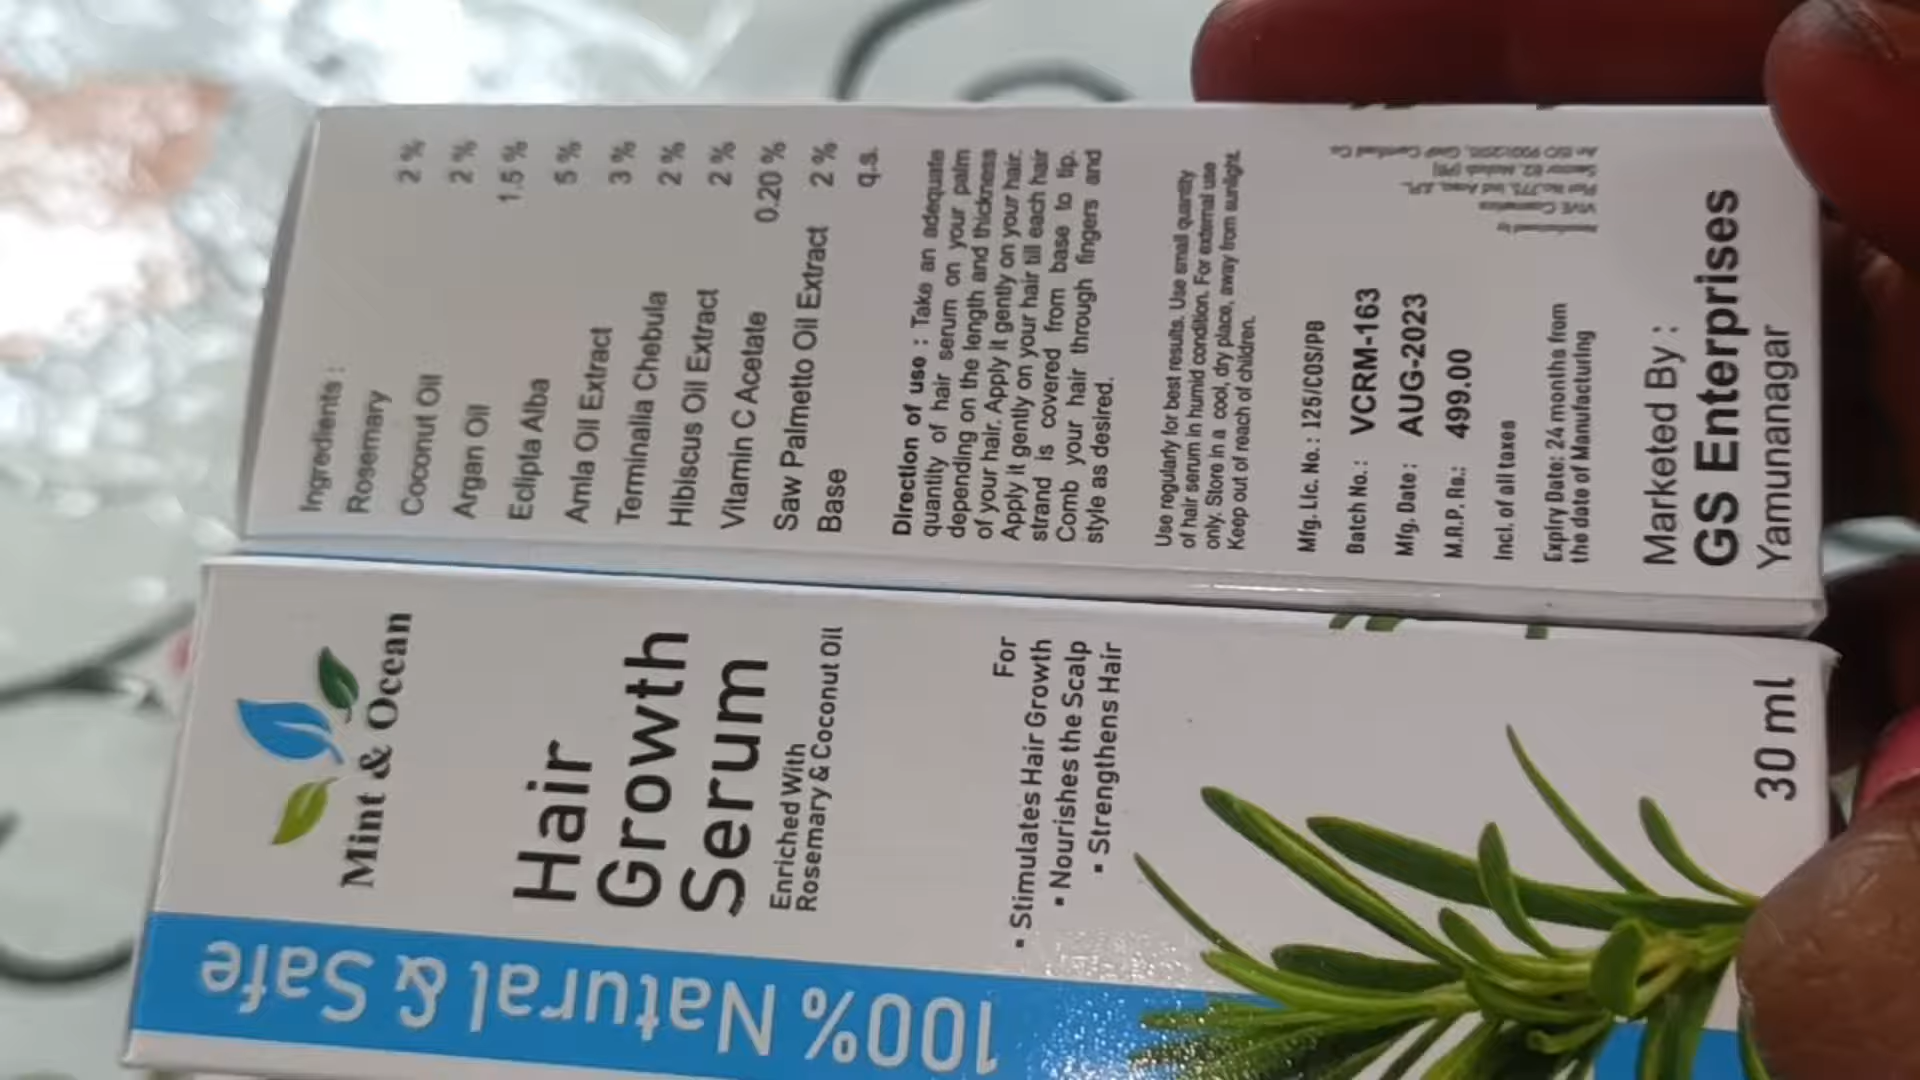 Mint & Ocean
Hair
Growth
Serum
Enriched With
Rosemary & Coconut Oil
For
• Stimulates Hair Growth
• Nourishes the Scalp
• Strengthens Hair
30 ml
100% Natural & Safe
Ingredients :
Rosemary 2 %
Coconut Oil 2 %
Argan Oil 1.5 %
Eclipta Alba 5 %
Amla Oil Extract 3 %
Terminalia Chebula 2 %
Hibiscus Oil Extract 2 %
Vitamin C Acetate 0.20 %
Saw Palmetto Oil Extract 2 %
Base q.s.
Direction of use : Take an adequate
quantity of hair serum on your palm
depending on the length and thickness
of your hair. Apply it gently on your hair.
Apply it gently on your hair till each hair
strand is covered from base to tip.
Comb your hair through fingers and
style as desired.
Use regularly for best results. Use small quantity
of hair serum in humid condition. For external use
only. Store in a cool, dry place, away from sunlight.
Keep out of reach of children.
Mfg. Lic. No. : 125/COS/PB
Batch No. : VCRM-163
Mfg. Date : AUG-2023
M.R.P. Rs.: 499.00
Incl. of all taxes
Expiry Date: 24 months from
the date of Manufacturing
Marketed By :
GS Enterprises
Yamunanagar
VIVE Cosmetics